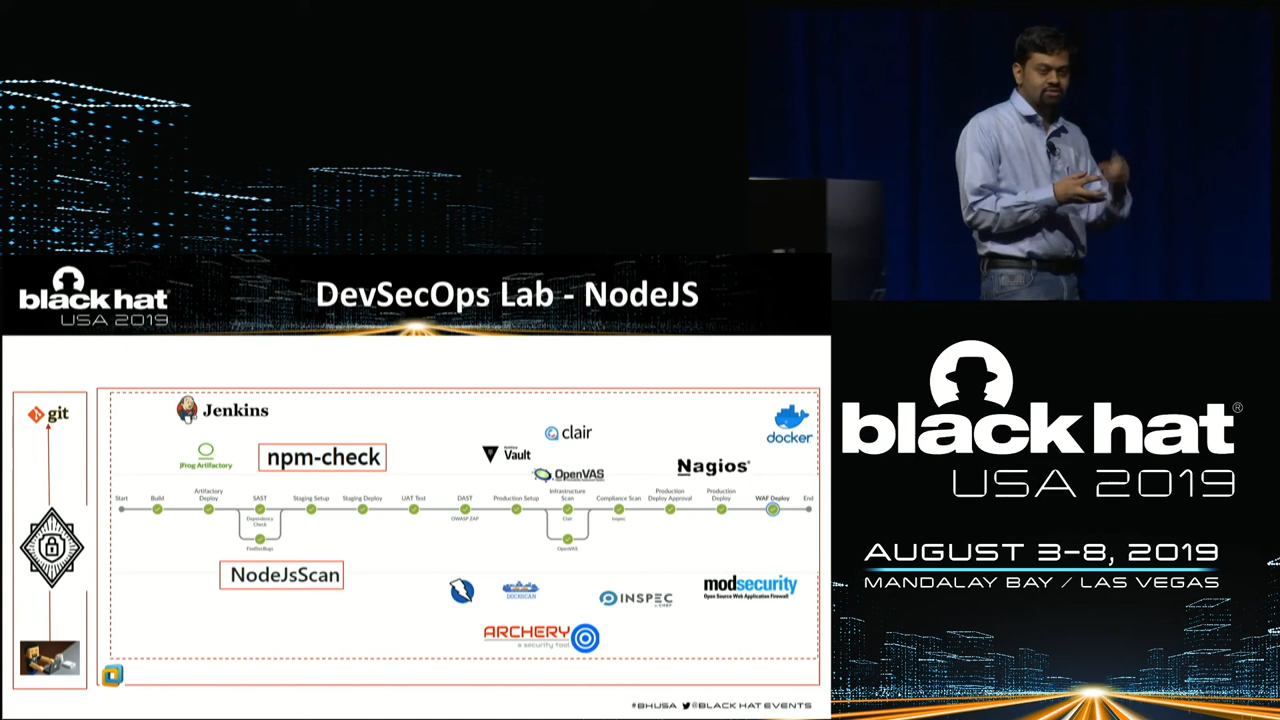 black hat
USA 2019
DevSecOps Lab - NodeJS
git
Jenkins
JFrog Artifactory
npm-check
Vault
clair
OpenVAS
Nagios®
docker
Start
Build
Artifactory
Deploy
SAST
Staging Setup
Staging Deploy
UAT Test
DAST
Production Setup
Infrastructure
Scan
Compliance Scan
Production
Deploy Approval
Production
Deploy
WAF Deploy
End
Dependency
Check
OWASP ZAP
Clair
Inspec
FindSecBugs
OpenVAS
NodeJsScan
DOCKSCAN
INSPEC
modsecurity
Open Source Web Application Firewall
ARCHERY
a security tool
#BHUSA @BLACK HAT EVENTS
black hat®
USA 2019
AUGUST 3-8, 2019
MANDALAY BAY / LAS VEGAS